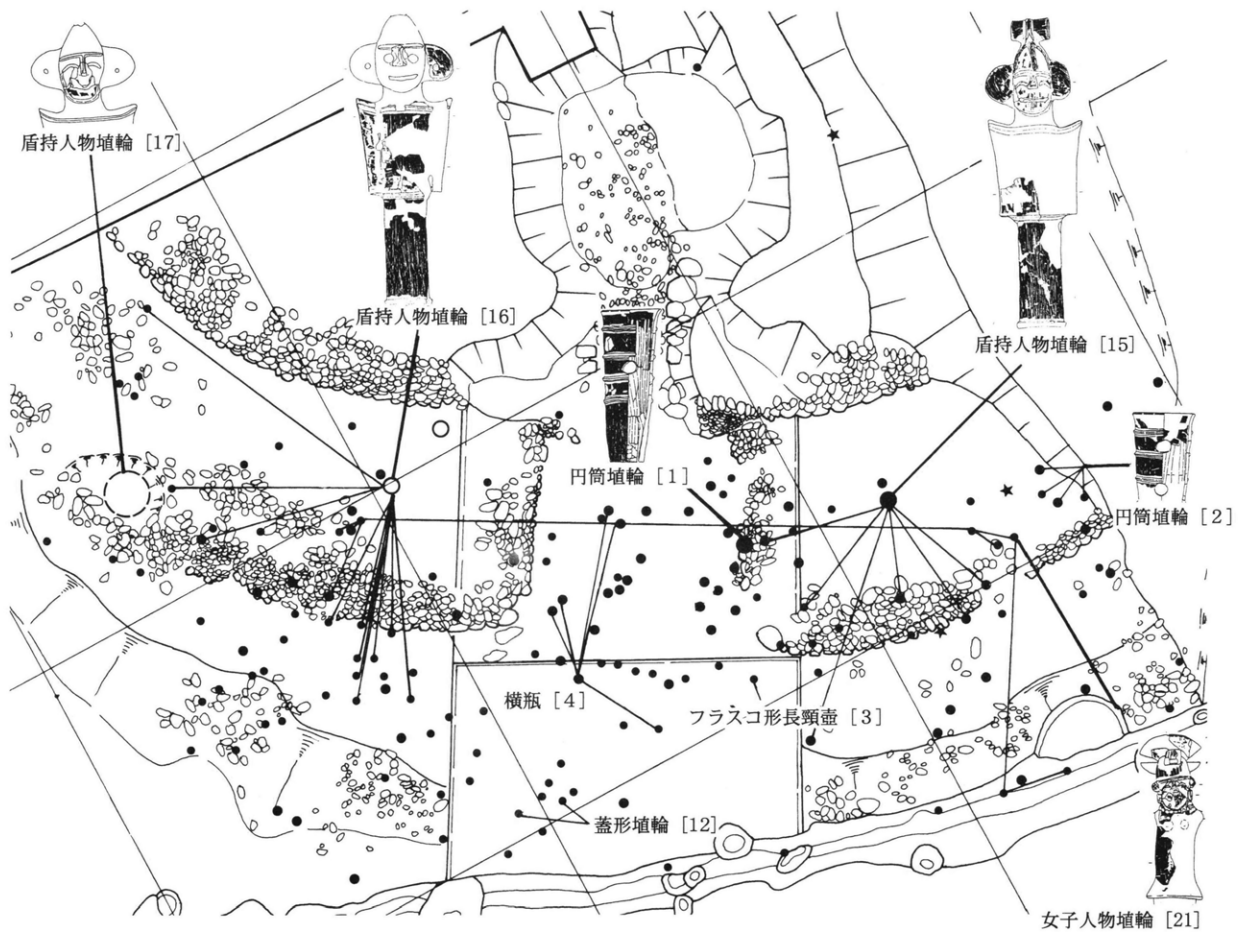 盾持人物埴輪 [17]
盾持人物埴輪 [16]
盾持人物埴輪 [15]
円筒埴輪 [1]
円筒埴輪 [2]
横瓶 [4]
フラスコ形長頸壺 [3]
蓋形埴輪 [12]
女子人物埴輪 [21]